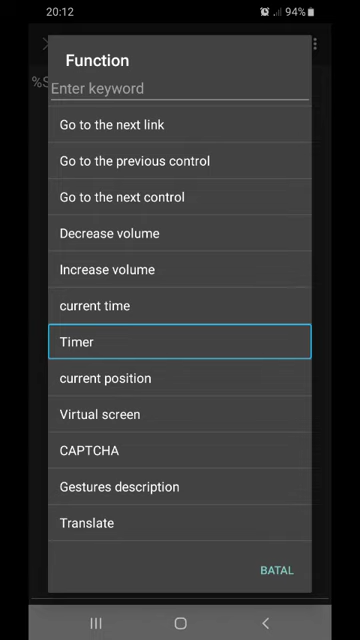 20:12
94%
Function
%S
Enter keyword
Go to the next link
Go to the previous control
Go to the next control
Decrease volume
Increase volume
current time
Timer
current position
Virtual screen
CAPTCHA
Gestures description
Translate
BATAL